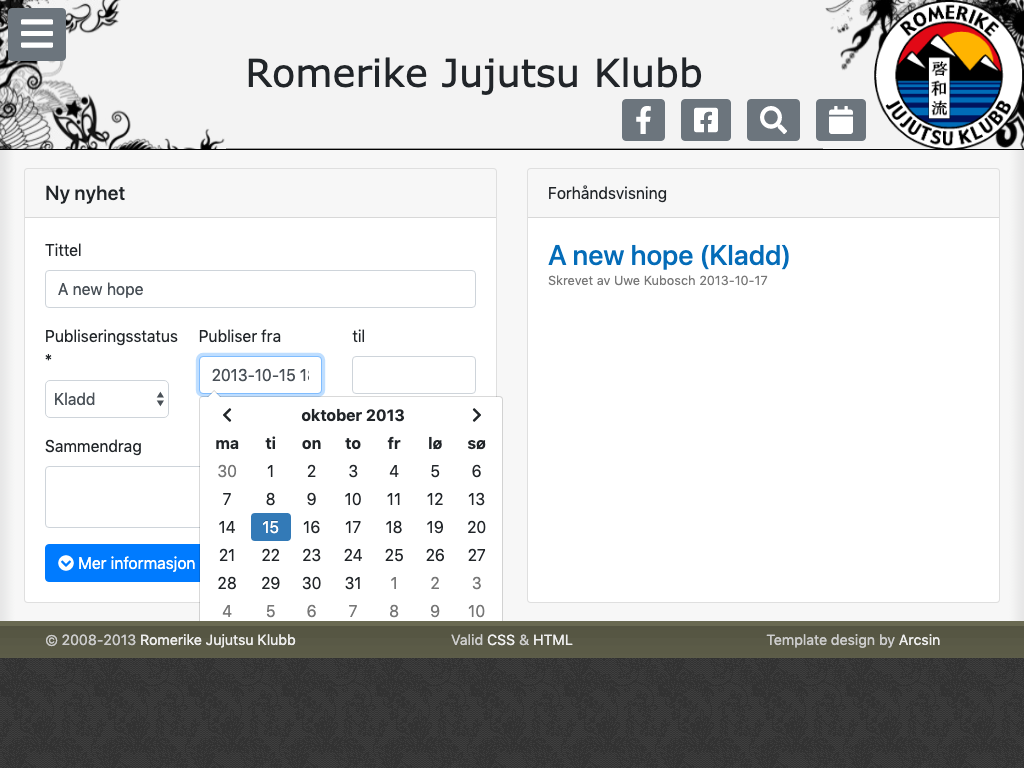 Romerike Jujutsu Klubb
ROMERIKE
啓和流
JUJUTSU KLUBB
Ny nyhet
Tittel
A new hope
Publiseringsstatus
*
Publiser fra
til
Kladd
2013-10-15 18
oktober 2013
ma ti on to fr lø sø
30 1 2 3 4 5 6
7 8 9 10 11 12 13
14 15 16 17 18 19 20
21 22 23 24 25 26 27
28 29 30 31 1 2 3
4 5 6 7 8 9 10
Sammendrag
Mer informasjon
Forhåndsvisning
A new hope (Kladd)
Skrevet av Uwe Kubosch 2013-10-17
© 2008-2013 Romerike Jujutsu Klubb
Valid CSS & HTML
Template design by Arcsin